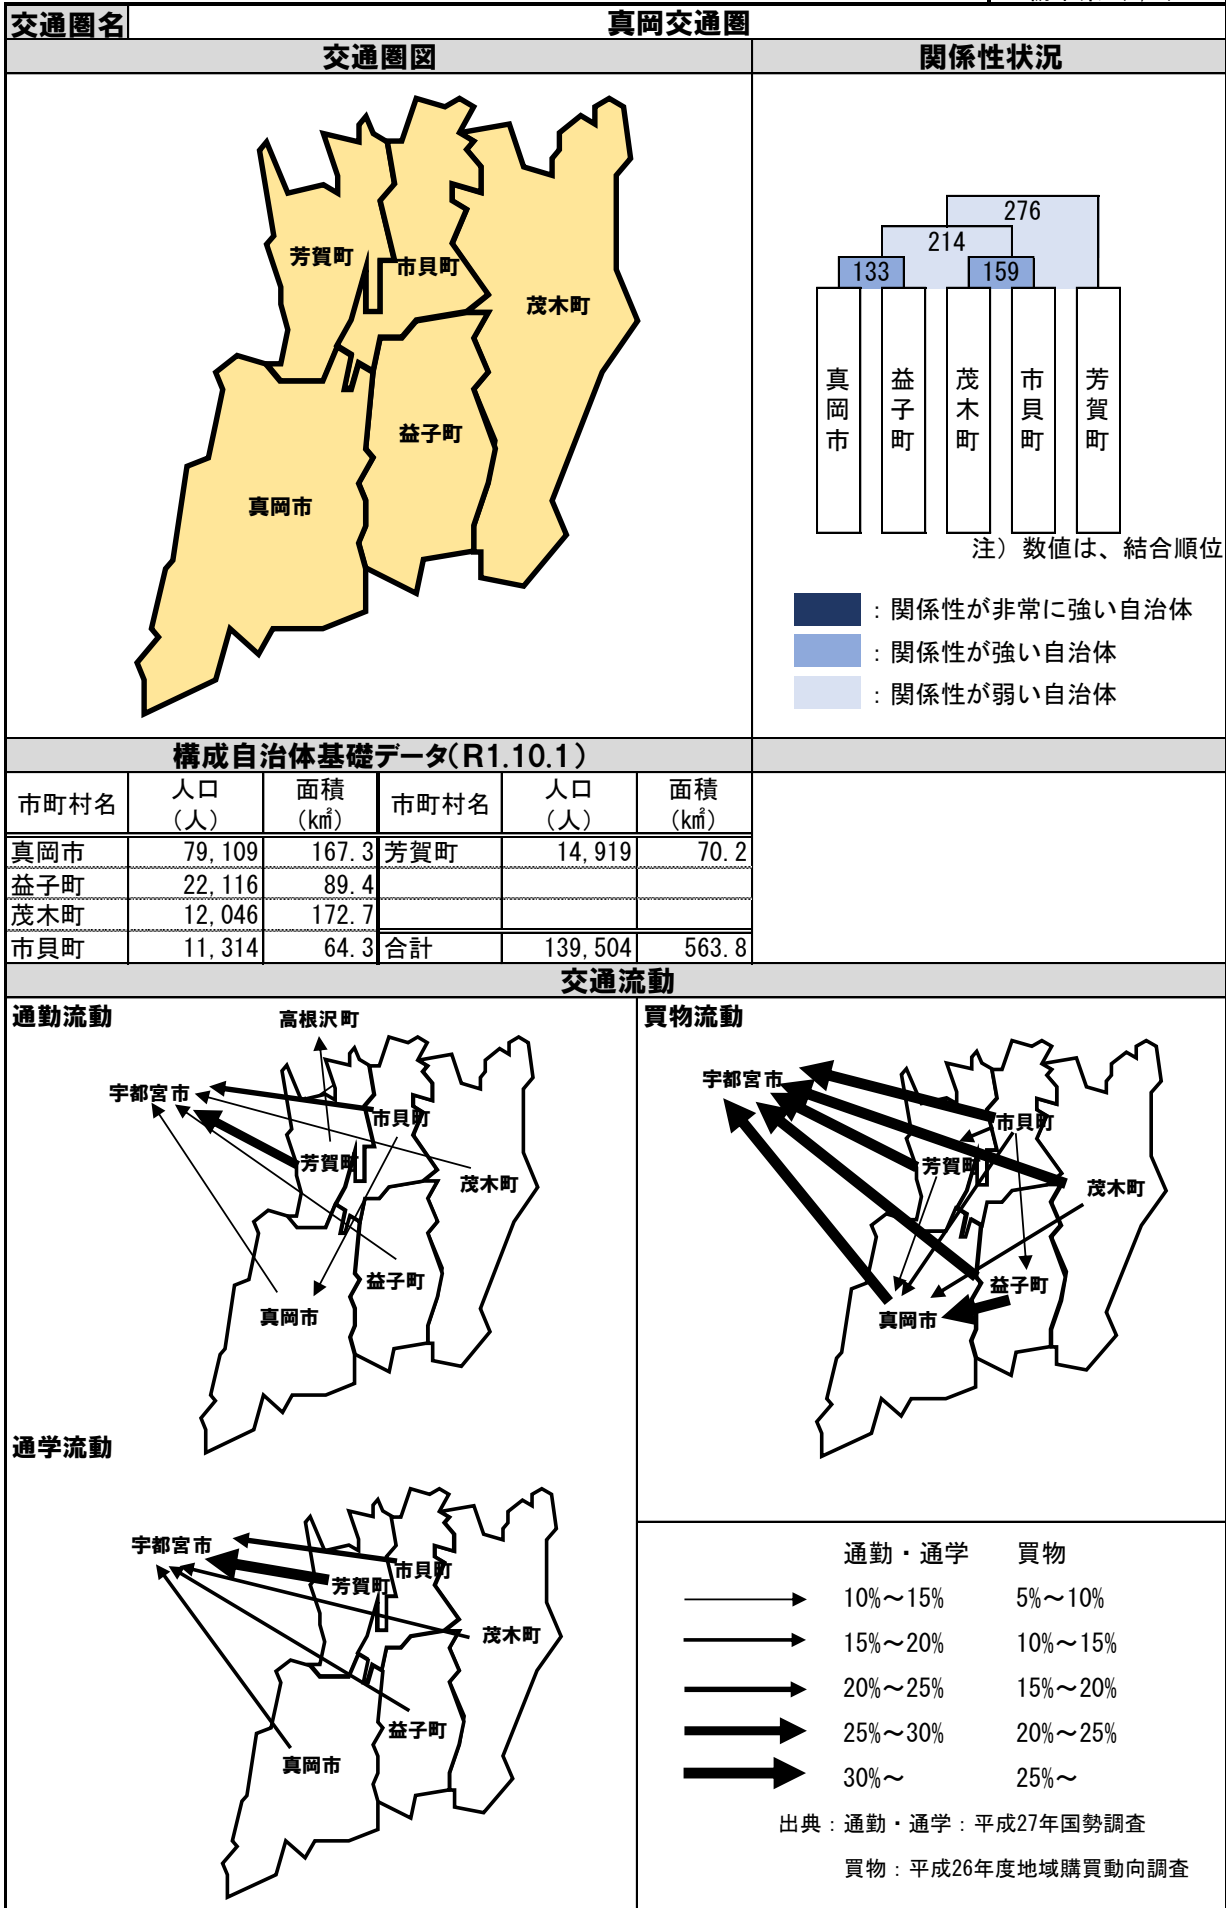 交通圏名
真岡交通圏
交通圏図
関係性状況
芳賀町
市貝町
茂木町
益子町
真岡市
276
214
133
159
真岡市
益子町
茂木町
市貝町
芳賀町
注）数値は、結合順位
：関係性が非常に強い自治体
：関係性が強い自治体
：関係性が弱い自治体
構成自治体基礎データ(R1.10.1)
市町村名 人口（人） 面積（㎢） 市町村名 人口（人） 面積（㎢）
真岡市 79,109 167.3 芳賀町 14,919 70.2
益子町 22,116 89.4
茂木町 12,046 172.7
市貝町 11,314 64.3 合計 139,504 563.8
交通流動
通勤流動
高根沢町
宇都宮市
市貝町
芳賀町
茂木町
益子町
真岡市
買物流動
宇都宮市
市貝町
芳賀町
茂木町
益子町
真岡市
通学流動
宇都宮市
市貝町
芳賀町
茂木町
益子町
真岡市
通勤・通学 買物
10%～15% 5%～10%
15%～20% 10%～15%
20%～25% 15%～20%
25%～30% 20%～25%
30%～ 25%～
出典：通勤・通学：平成27年国勢調査
買物：平成26年度地域購買動向調査